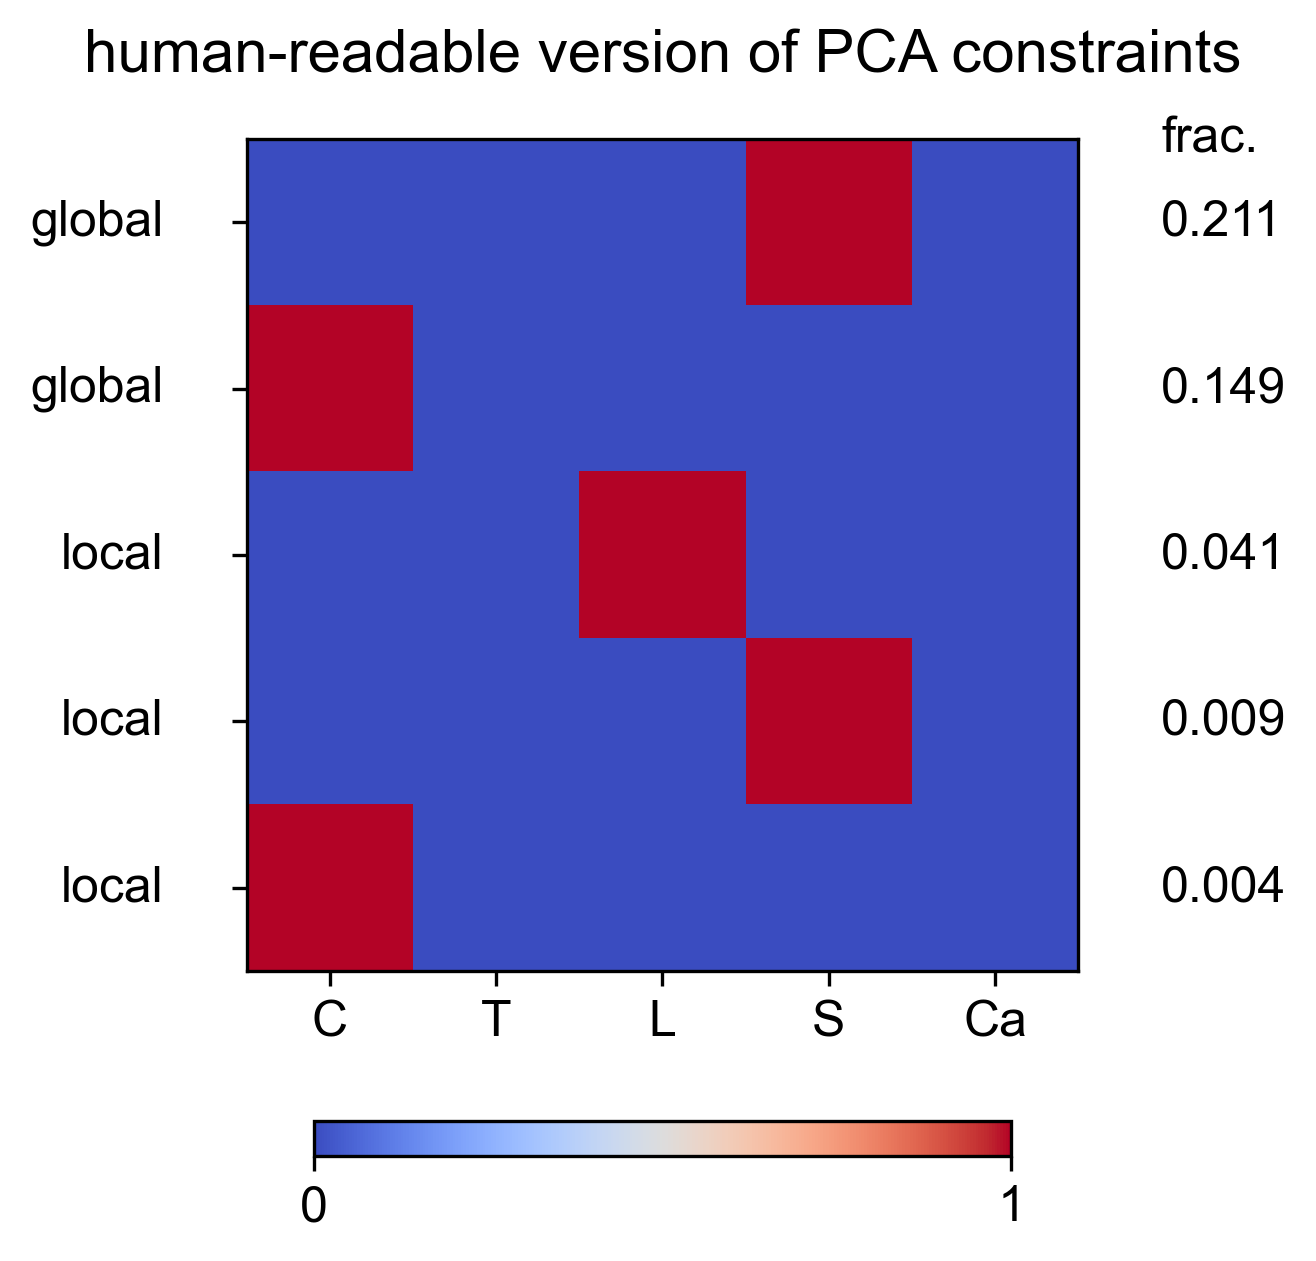 human-readable version of PCA constraints
frac.
global 0.211
global 0.149
local 0.041
local 0.009
local 0.004
C T L S Ca
0 1